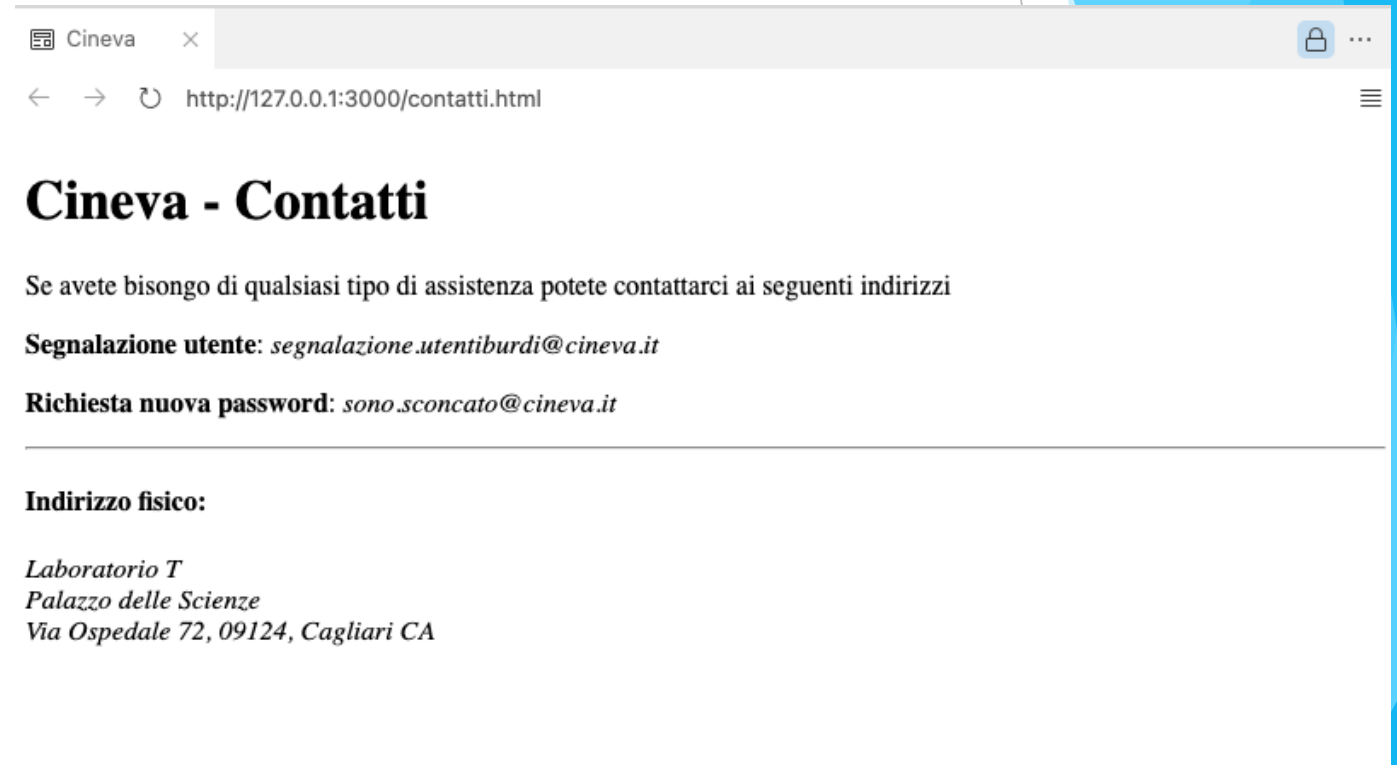 Cineva
http://127.0.0.1:3000/contatti.html
Cineva - Contatti
Se avete bisongo di qualsiasi tipo di assistenza potete contattarci ai seguenti indirizzi
Segnalazione utente: segnalazione.utentiburdi@cineva.it
Richiesta nuova password: sono.sconcato@cineva.it
Indirizzo fisico:
Laboratorio T
Palazzo delle Scienze
Via Ospedale 72, 09124, Cagliari CA